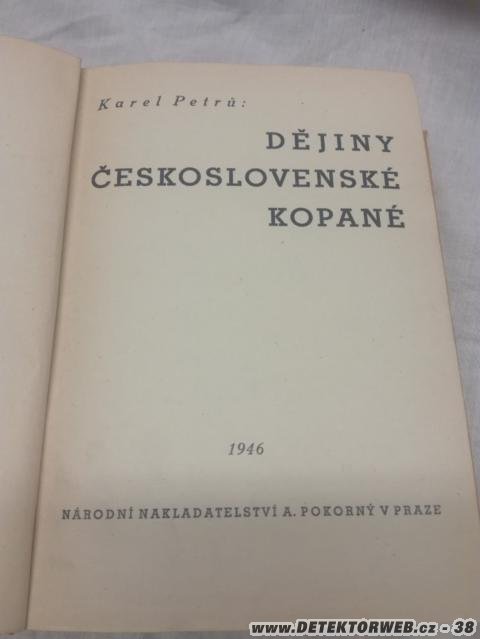 Karel Petrů:
DĚJINY
ČESKOSLOVENSKÉ
KOPANÉ
1946
NÁRODNÍ NAKLADATELSTVÍ A. POKORNÝ V PRAZE
www.DETEKTORWEB.cz - 38